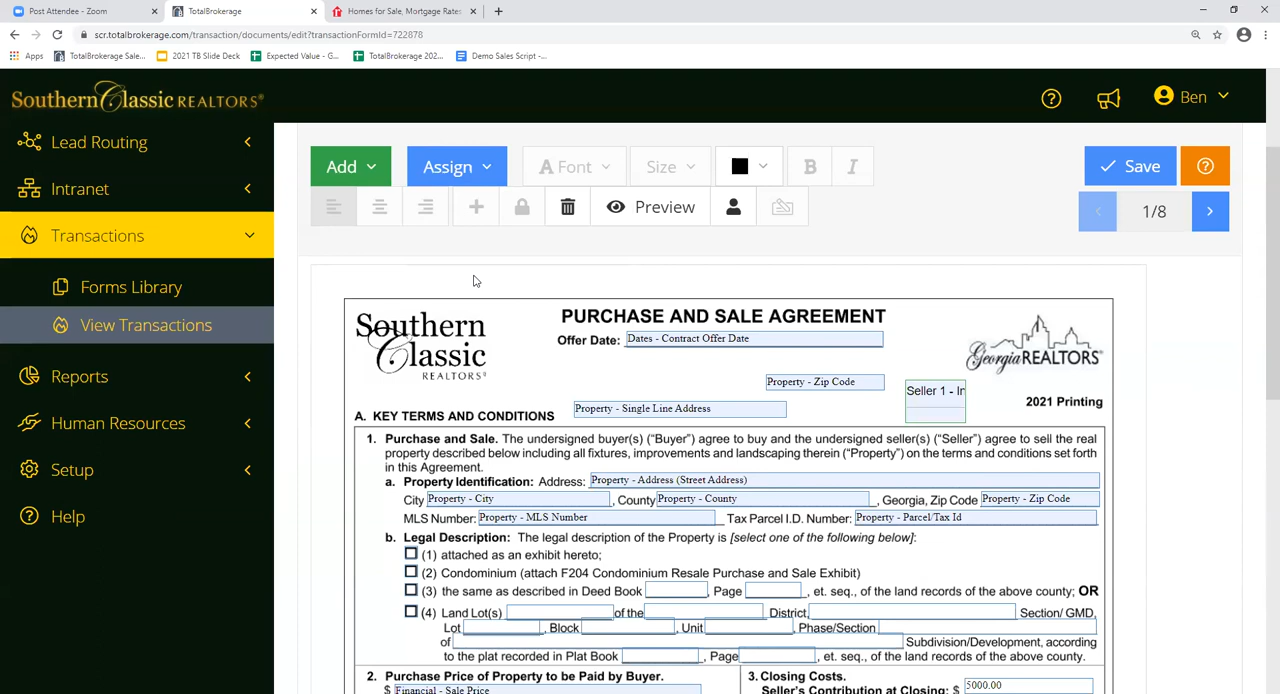 Post Attendee - Zoom
TotalBrokerage
Homes for Sale, Mortgage Rates
scr.totalbrokerage.com/transaction/documents/edit?transactionFormId=722878
Apps
TotalBrokerage Sale...
2021 TB Slide Deck
Expected Value - G...
TotalBrokerage 202...
Demo Sales Script -...
Southern Classic REALTORS®
Ben
Lead Routing
Intranet
Transactions
Forms Library
View Transactions
Reports
Human Resources
Setup
Help
Add
Assign
A Font
Size
B
I
Save
Preview
1/8
Southern
Classic
REALTORS®
PURCHASE AND SALE AGREEMENT
Offer Date: Dates - Contract Offer Date
Georgia REALTORS®
Property - Zip Code
Seller 1 - In
2021 Printing
Property - Single Line Address
A. KEY TERMS AND CONDITIONS
1. Purchase and Sale. The undersigned buyer(s) (“Buyer”) agree to buy and the undersigned seller(s) (“Seller”) agree to sell the real
property described below including all fixtures, improvements and landscaping therein (“Property”) on the terms and conditions set forth
in this Agreement.
a. Property Identification: Address: Property - Address (Street Address)
City Property - City , County Property - County , Georgia, Zip Code Property - Zip Code
MLS Number: Property - MLS Number Tax Parcel I.D. Number: Property - Parcel/Tax Id
b. Legal Description: The legal description of the Property is [select one of the following below]:
(1) attached as an exhibit hereto;
(2) Condominium (attach F204 Condominium Resale Purchase and Sale Exhibit)
(3) the same as described in Deed Book , Page , et. seq., of the land records of the above county; OR
(4) Land Lot(s) of the District, Section/ GMD,
Lot , Block , Unit , Phase/Section
of Subdivision/Development, according
to the plat recorded in Plat Book , Page , et. seq., of the land records of the above county.
2. Purchase Price of Property to be Paid by Buyer.
$ Financial - Sale Price
3. Closing Costs.
Seller's Contribution at Closing: $ 5000.00